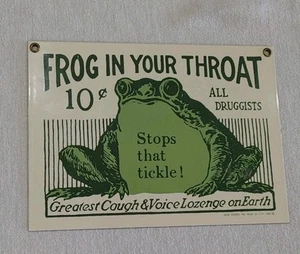 FROG IN YOUR THROAT
10¢
ALL
DRUGGISTS
Stops
that
tickle!
Greatest Cough & Voice Lozenge on Earth